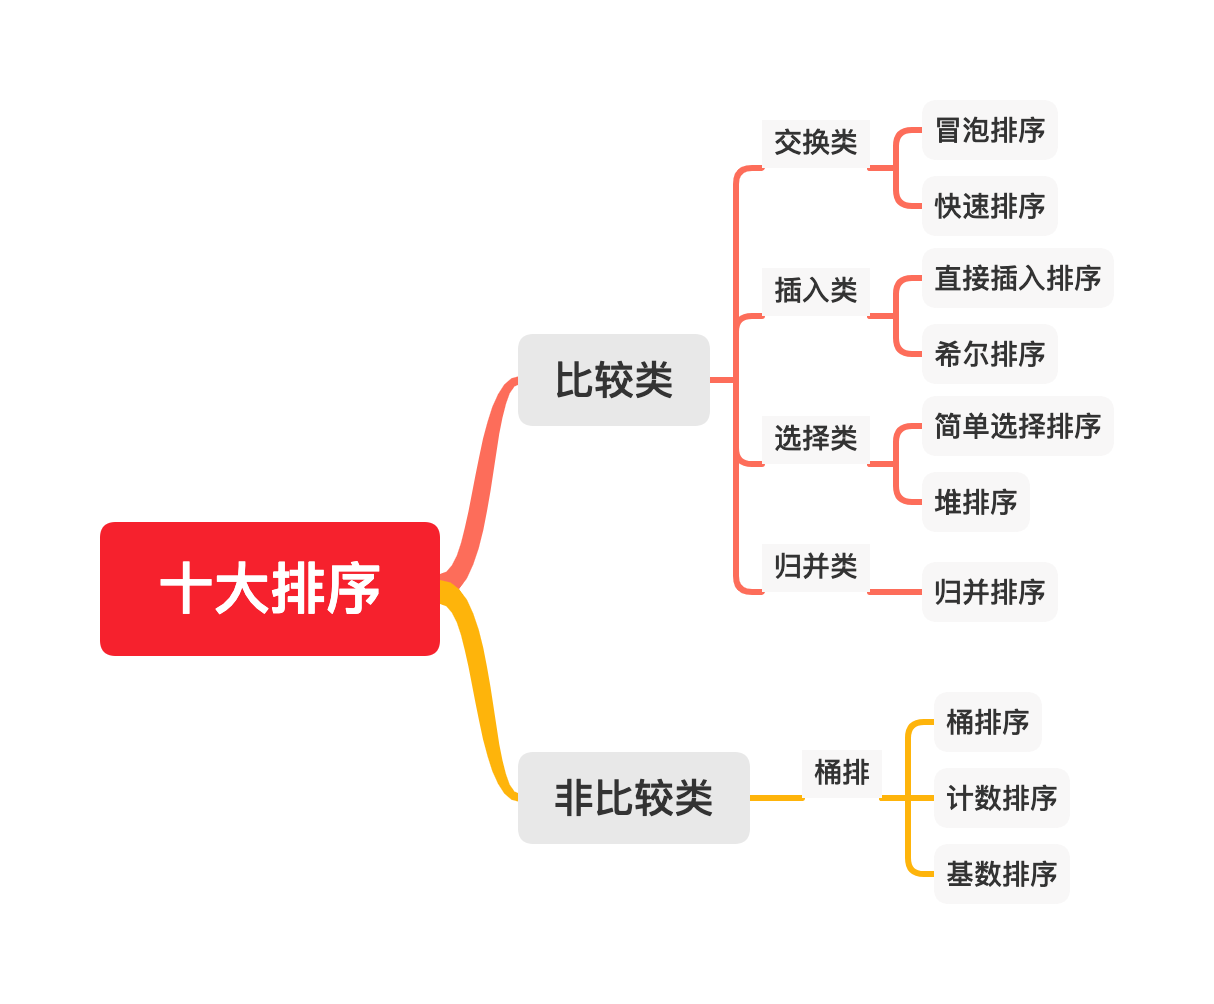 十大排序
比较类
交换类
冒泡排序
快速排序
插入类
直接插入排序
希尔排序
选择类
简单选择排序
堆排序
归并类
归并排序
非比较类
桶排
桶排序
计数排序
基数排序